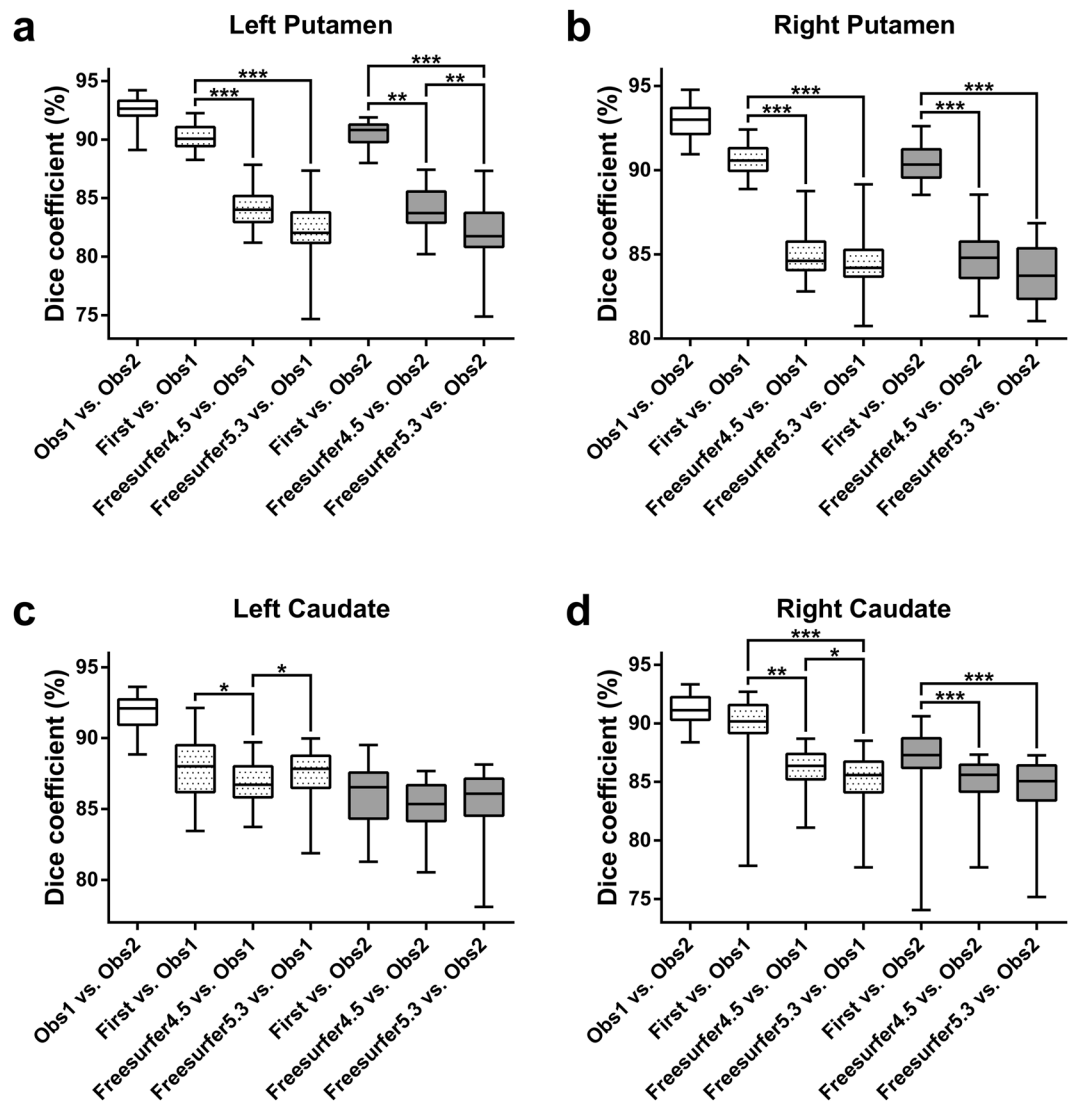 a
Left Putamen
Dice coefficient (%)
95
90
85
80
75
***
***
***
**
**
Obs1 vs. Obs2
First vs. Obs1
Freesurfer4.5 vs. Obs1
Freesurfer5.3 vs. Obs1
First vs. Obs2
Freesurfer4.5 vs. Obs2
Freesurfer5.3 vs. Obs2
b
Right Putamen
Dice coefficient (%)
95
90
85
80
***
***
***
***
Obs1 vs. Obs2
First vs. Obs1
Freesurfer4.5 vs. Obs1
Freesurfer5.3 vs. Obs1
First vs. Obs2
Freesurfer4.5 vs. Obs2
Freesurfer5.3 vs. Obs2
c
Left Caudate
Dice coefficient (%)
95
90
85
80
*
*
Obs1 vs. Obs2
First vs. Obs1
Freesurfer4.5 vs. Obs1
Freesurfer5.3 vs. Obs1
First vs. Obs2
Freesurfer4.5 vs. Obs2
Freesurfer5.3 vs. Obs2
d
Right Caudate
Dice coefficient (%)
95
90
85
80
75
***
**
*
***
***
Obs1 vs. Obs2
First vs. Obs1
Freesurfer4.5 vs. Obs1
Freesurfer5.3 vs. Obs1
First vs. Obs2
Freesurfer4.5 vs. Obs2
Freesurfer5.3 vs. Obs2